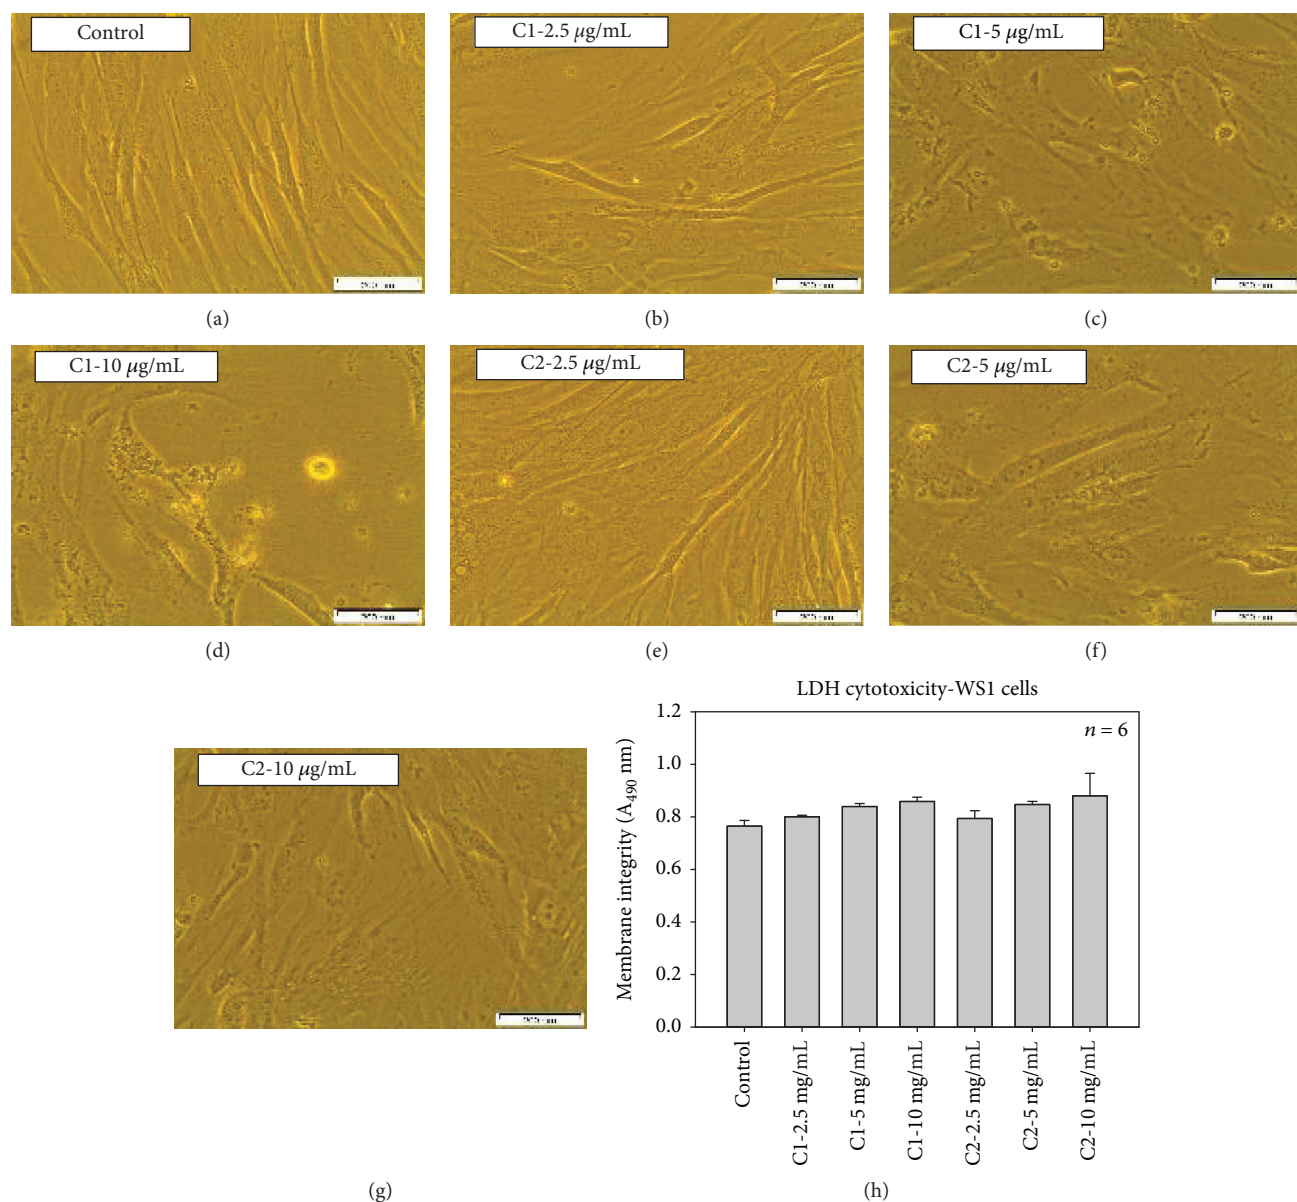 Control
C1-2.5 μg/mL
C1-5 μg/mL
(a)
(b)
(c)
C1-10 μg/mL
C2-2.5 μg/mL
C2-5 μg/mL
(d)
(e)
(f)
C2-10 μg/mL
(g)
LDH cytotoxicity-WS1 cells
n = 6
Membrane integrity (A490 nm)
1.2
1.0
0.8
0.6
0.4
0.2
0.0
Control
C1-2.5 mg/mL
C1-5 mg/mL
C1-10 mg/mL
C2-2.5 mg/mL
C2-5 mg/mL
C2-10 mg/mL
(h)